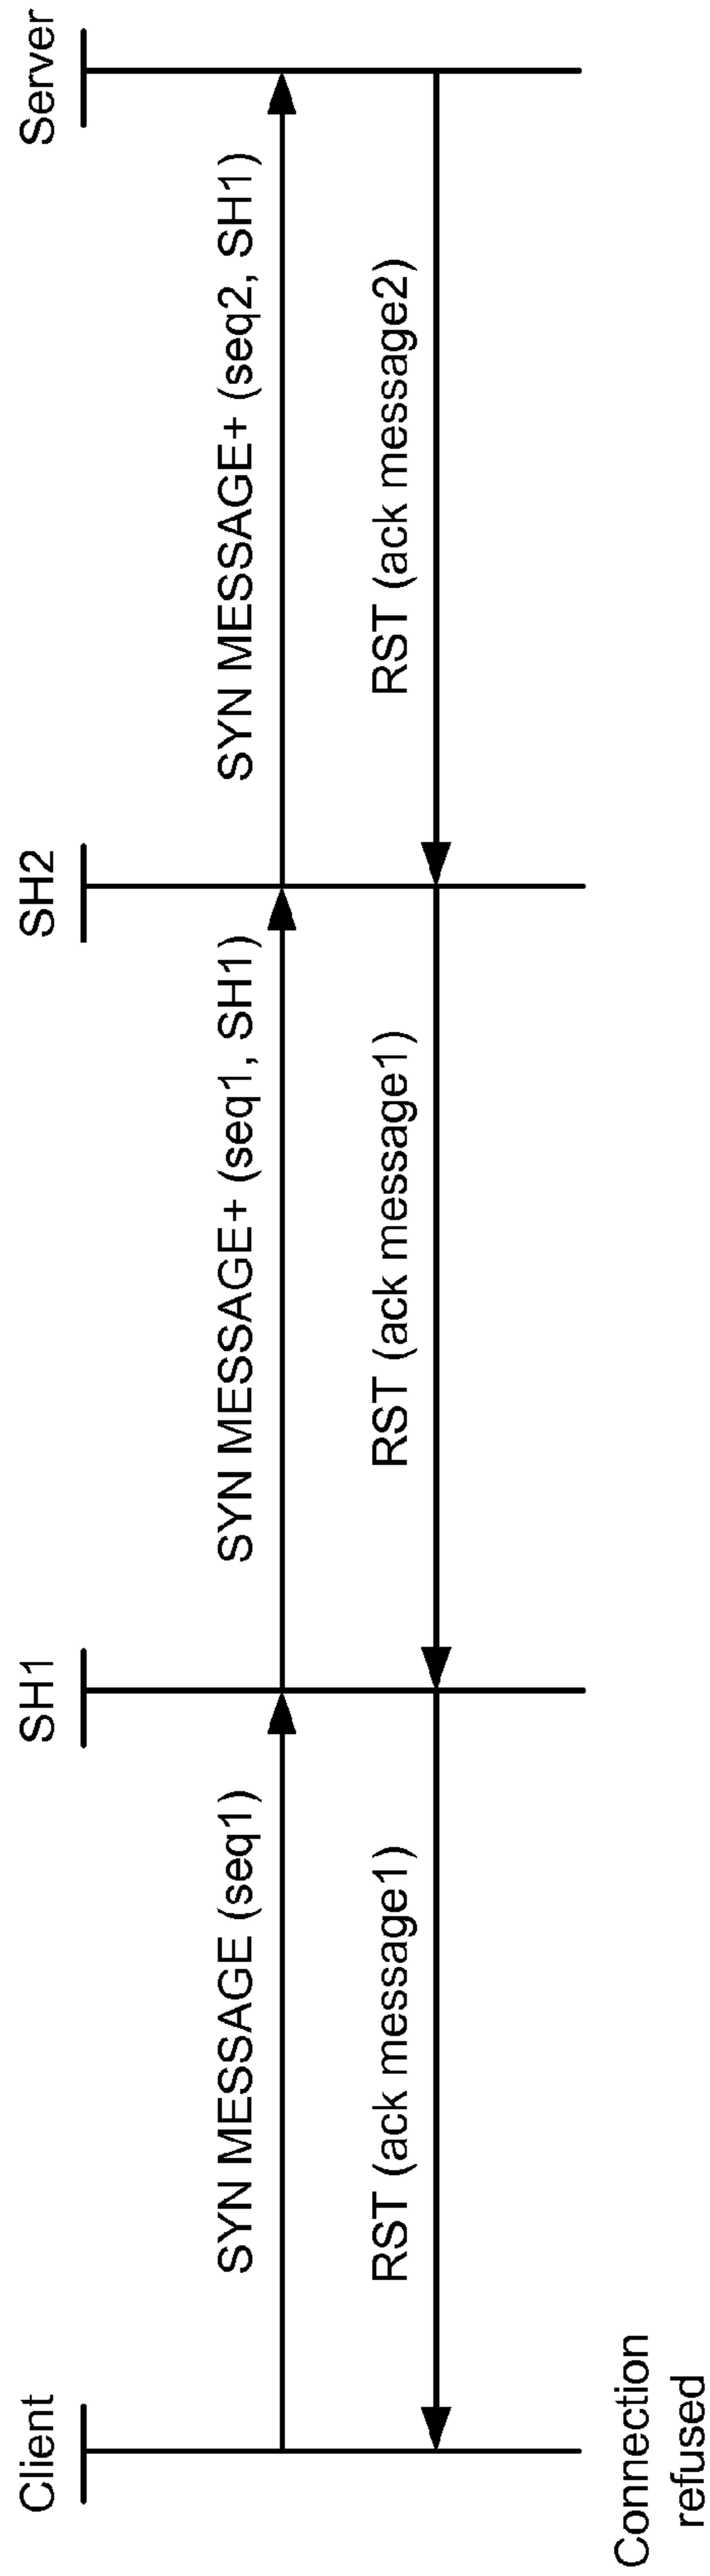 Client
SH1
SH2
Server
SYN MESSAGE (seq1)
SYN MESSAGE+ (seq1, SH1)
SYN MESSAGE+ (seq2, SH1)
RST (ack message1)
RST (ack message1)
RST (ack message2)
Connection
refused